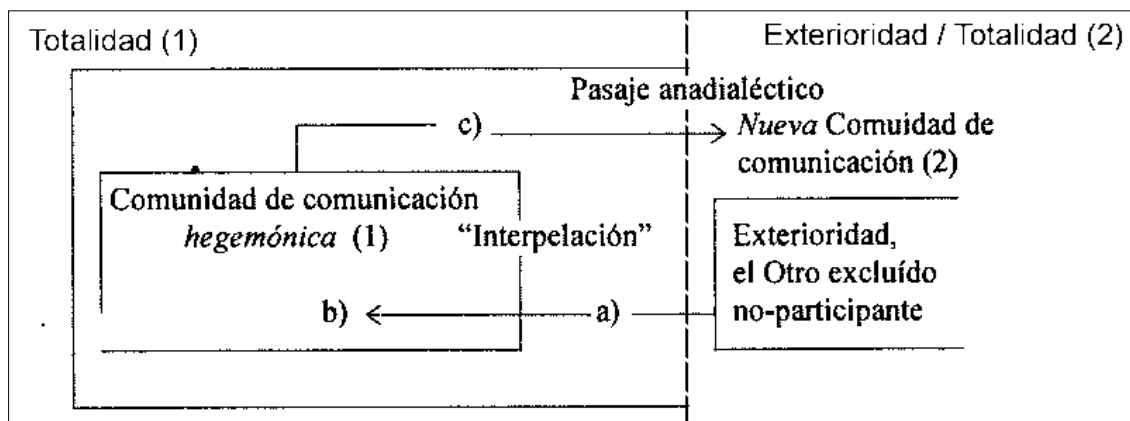 Totalidad (1)
Exterioridad / Totalidad (2)
Pasaje anadialéctico
c)
Nueva Comuidad de
comunicación (2)
Comunidad de comunicación
hegemónica (1)
"Interpelación"
Exterioridad,
el Otro excluído
no-participante
b)
a)